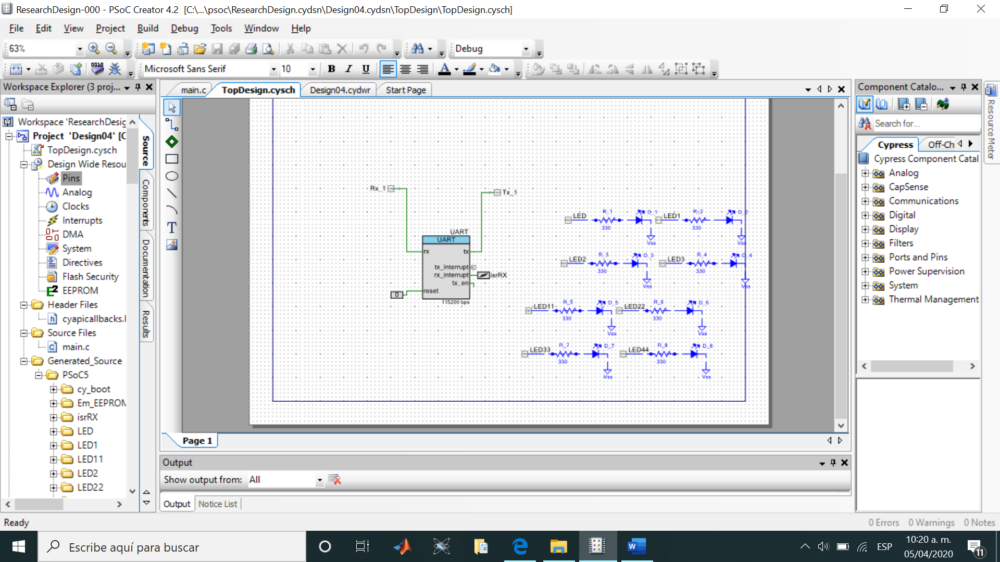 ResearchDesign-000 - PSoC Creator 4.2 [C:\...\psoc\ResearchDesign.cydsn\Design04.cydsn\TopDesign\TopDesign.cysch]
File Edit View Project Build Debug Tools Window Help
63%
Debug
Microsoft Sans Serif 10 B I U A
Workspace Explorer (3 proj...
main.c TopDesign.cysch Design04.cydwr Start Page
Component Catalo...
Workspace 'ResearchDesig
Project 'Design04' [C
TopDesign.cysch
Design Wide Resou
Pins
Analog
Clocks
Interrupts
DMA
System
Directives
Flash Security
EEPROM
Header Files
cyapicallbacks.l
Source Files
main.c
Generated_Source
PSoC5
cy_boot
Em_EEPRON
isrRX
LED
LED1
LED11
LED2
LED22
Source
Components
Documentation
Results
T
Rx_1
Tx_1
UART
UART
rx tx
tx_interrupt
rx_interrupt isrRX
tx_en
0 reset
115200 bps
LED R_1 330 D_1 Vss
LED1 R_2 330 D_2 Vss
LED2 R_3 330 D_3 Vss
LED3 R_4 330 D_4 Vss
LED11 R_5 330 D_5 Vss
LED22 R_6 330 D_6 Vss
LED33 R_7 330 D_7 Vss
LED44 R_8 330 D_8 Vss
Page 1
Output
Show output from: All
Output Notice List
Search for...
Cypress Off-Ch
Cypress Component Catal
Analog
CapSense
Communications
Digital
Display
Filters
Ports and Pins
Power Supervision
System
Thermal Management
Resource Meter
Ready
0 Errors 0 Warnings 0 Notes
Escribe aquí para buscar
ESP
10:20 a. m.
05/04/2020
11